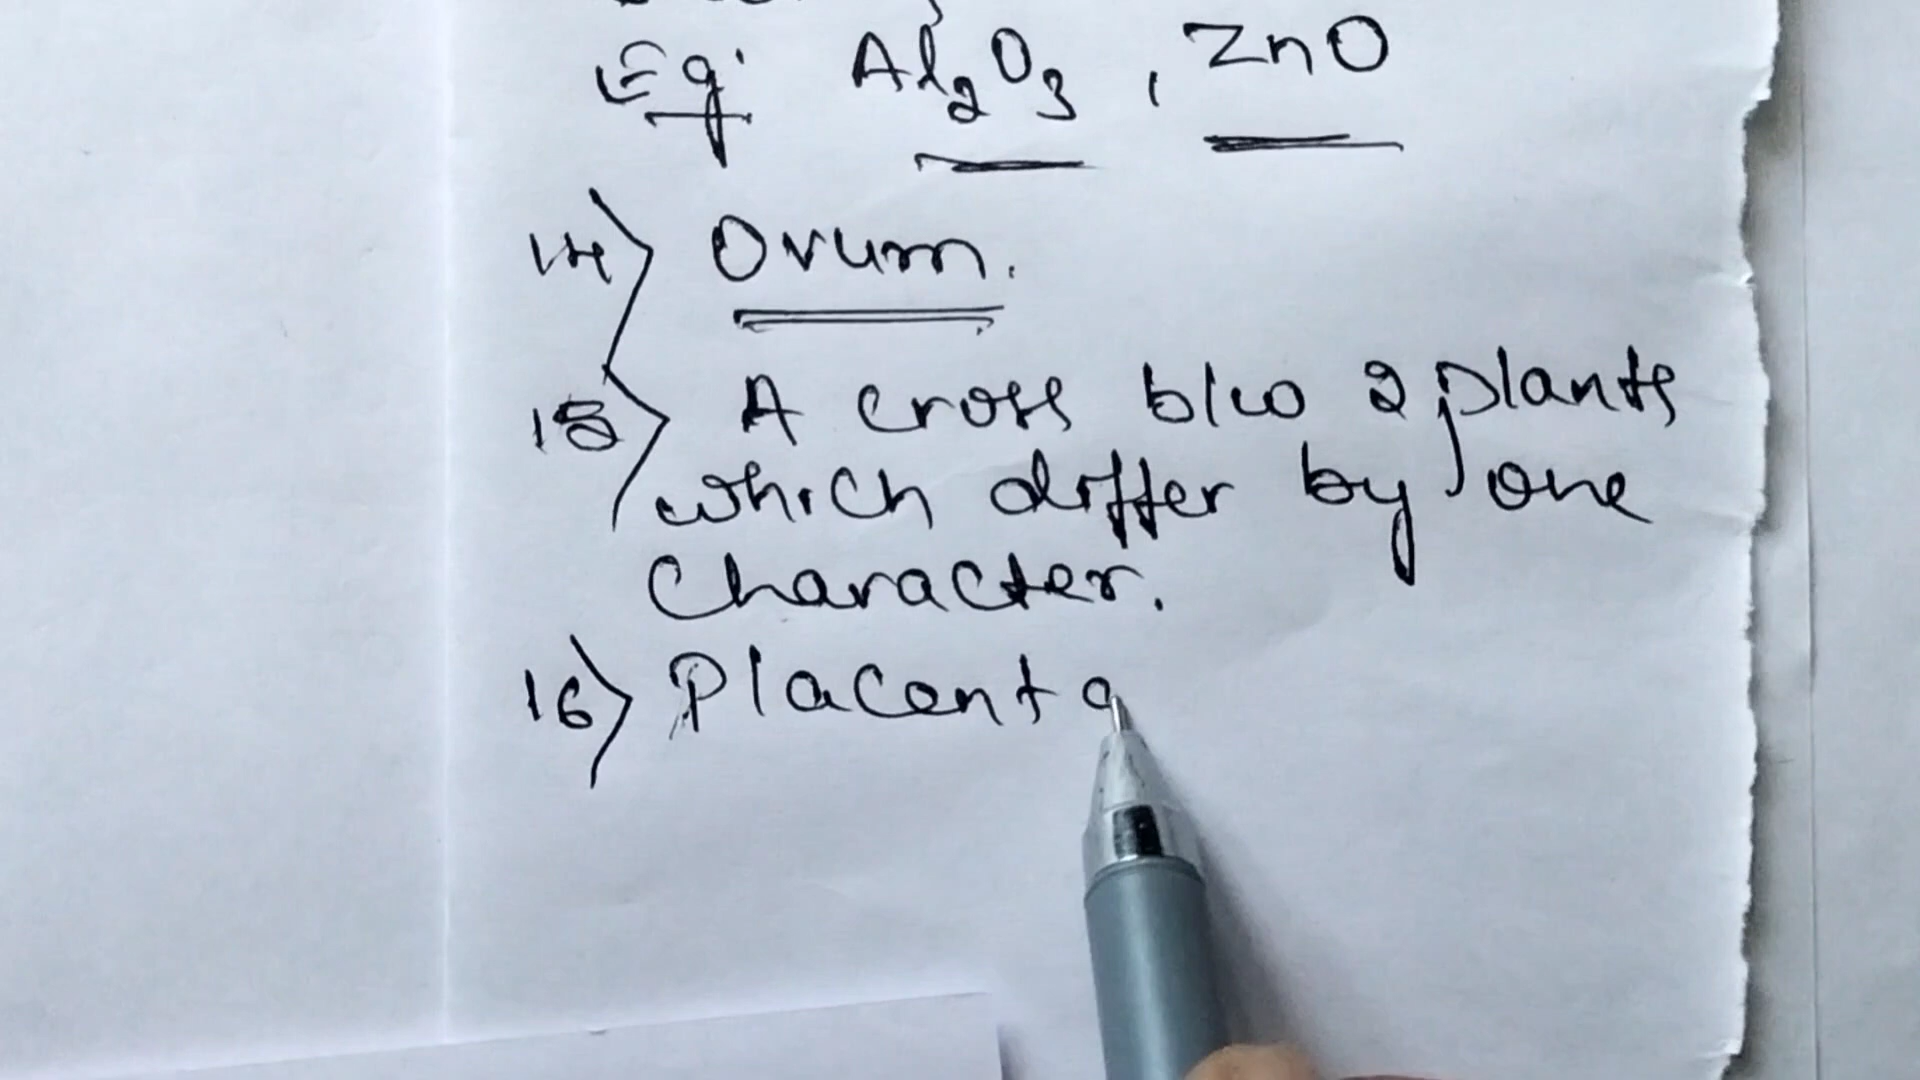 Eg: Al₂O₃, ZnO
14) Ovum.
15) A cross b/w 2 plants
which differ by one
character.
16) Placenta